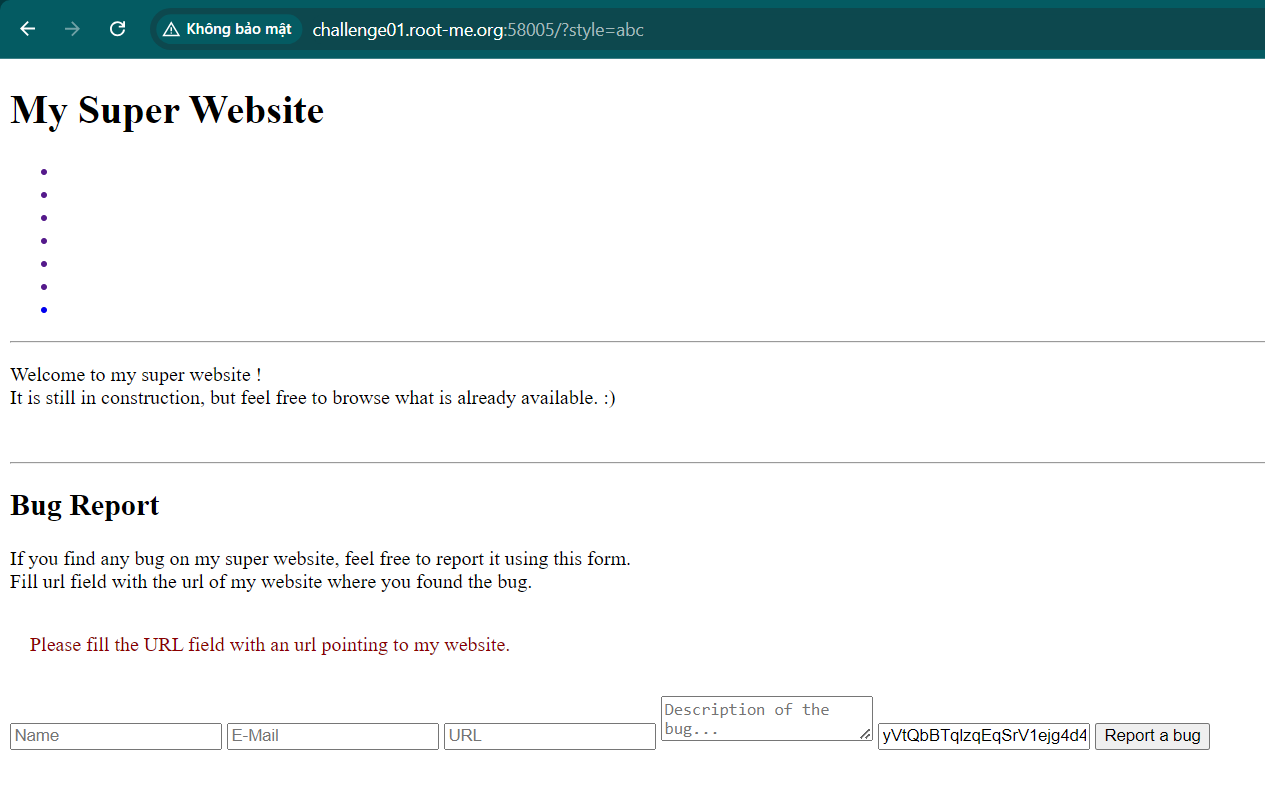 Không bảo mật challenge01.root-me.org:58005/?style=abc
My Super Website
Welcome to my super website !
It is still in construction, but feel free to browse what is already available. :)
Bug Report
If you find any bug on my super website, feel free to report it using this form.
Fill url field with the url of my website where you found the bug.
Please fill the URL field with an url pointing to my website.
Name E-Mail URL Description of the
bug... yVtQbBTqlzqEqSrV1ejg4d4 Report a bug